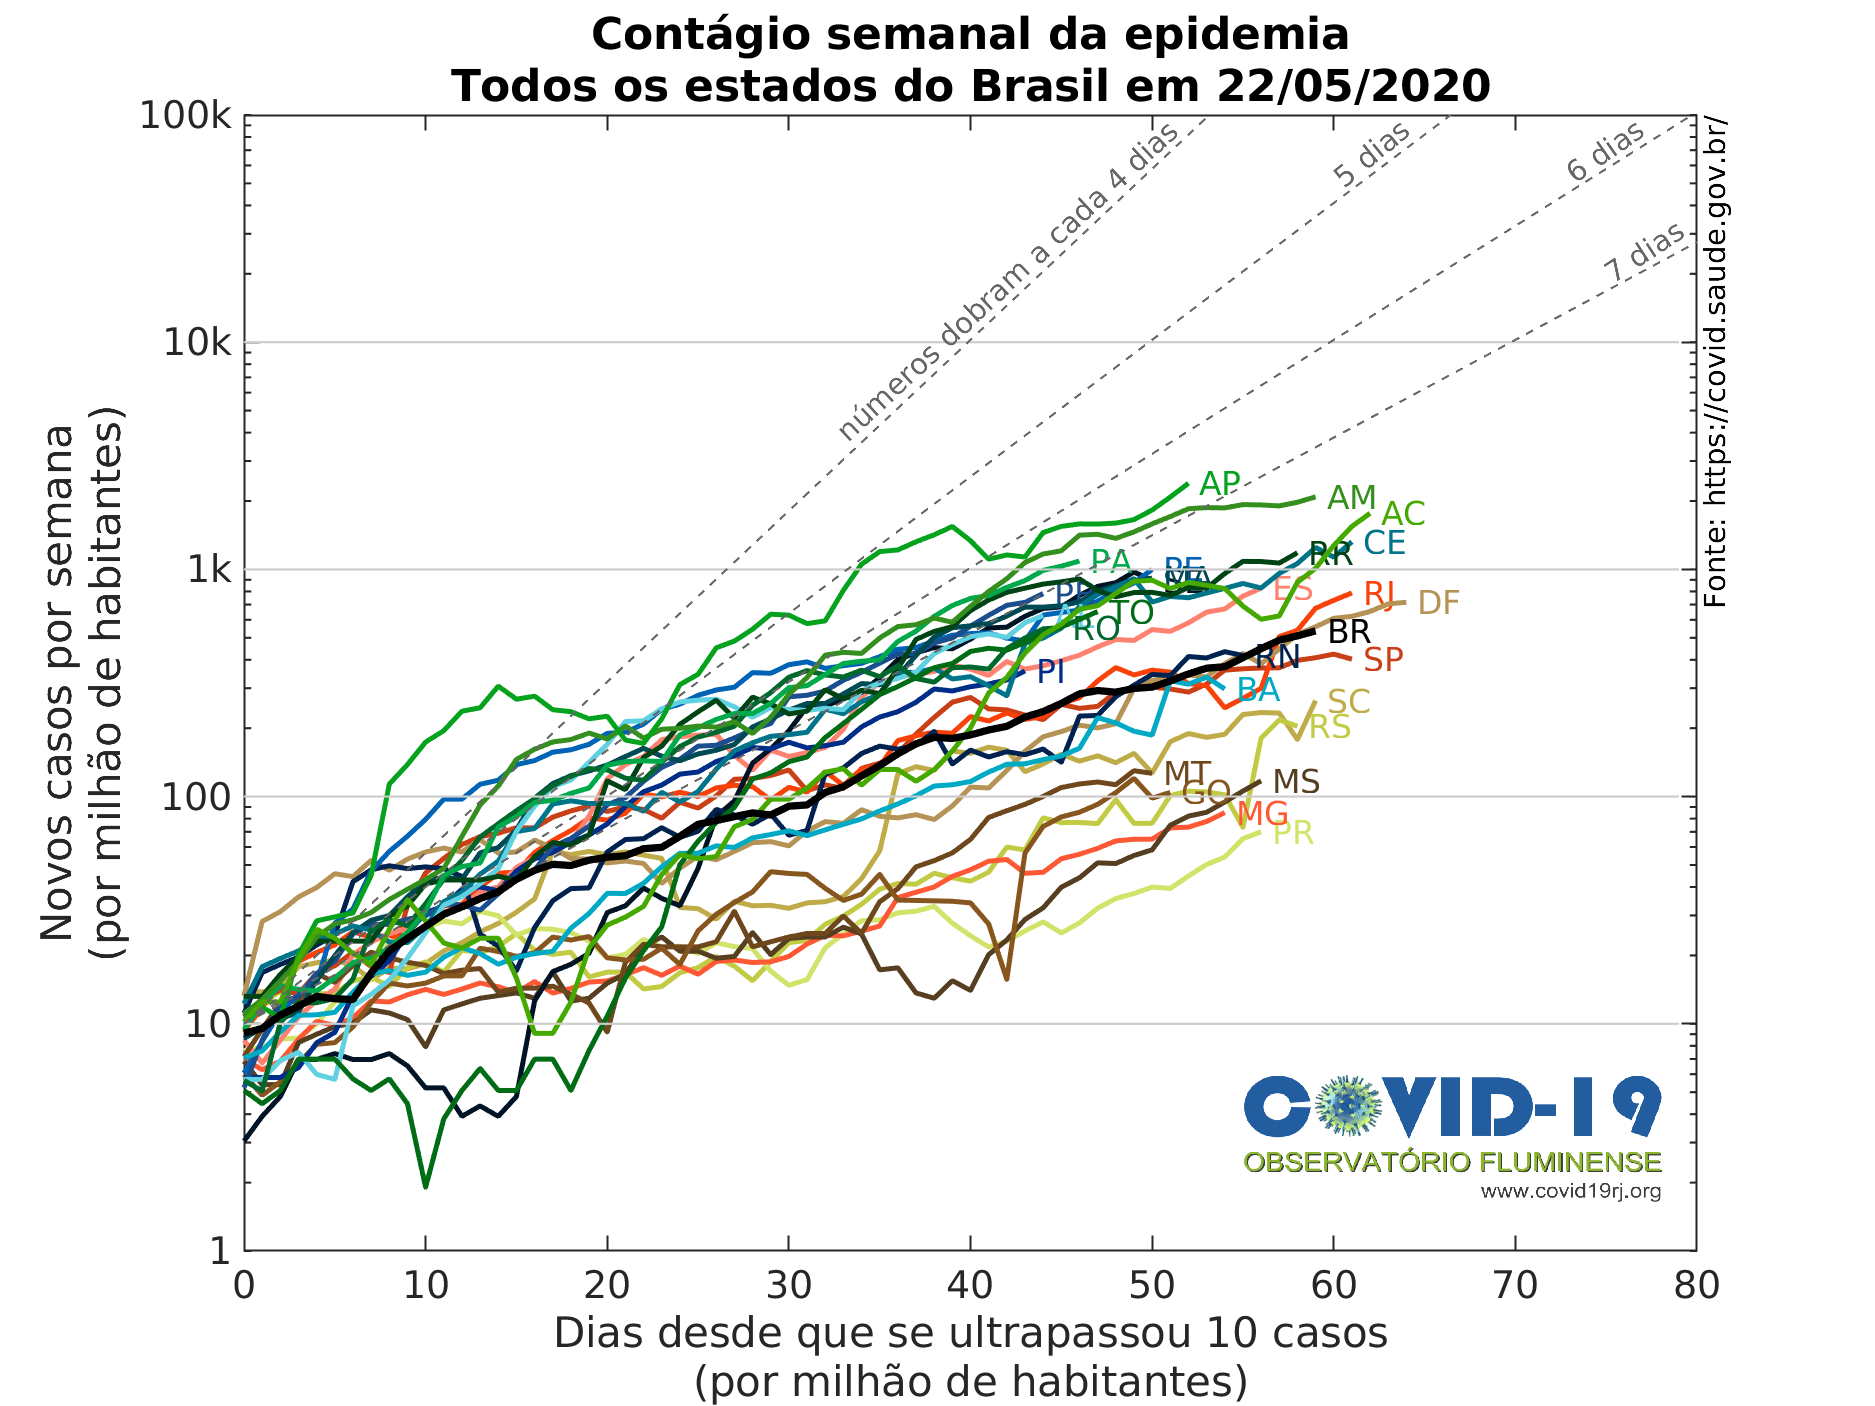 Contágio semanal da epidemia
Todos os estados do Brasil em 22/05/2020
100k
10k
1k
100
10
1
0 10 20 30 40 50 60 70 80
Novos casos por semana
(por milhão de habitantes)
Dias desde que se ultrapassou 10 casos
(por milhão de habitantes)
números dobram a cada 4 dias
5 dias
6 dias
7 dias
Fonte: https://covid.saude.gov.br/
AP
AM
AC
CE
RR
PA
PE
MA
ES
RJ
DF
TO
RO
BR
SP
RN
PI
BA
SC
RS
MT
GO
MS
MG
PR
COVID-19
OBSERVATÓRIO FLUMINENSE
www.covid19rj.org